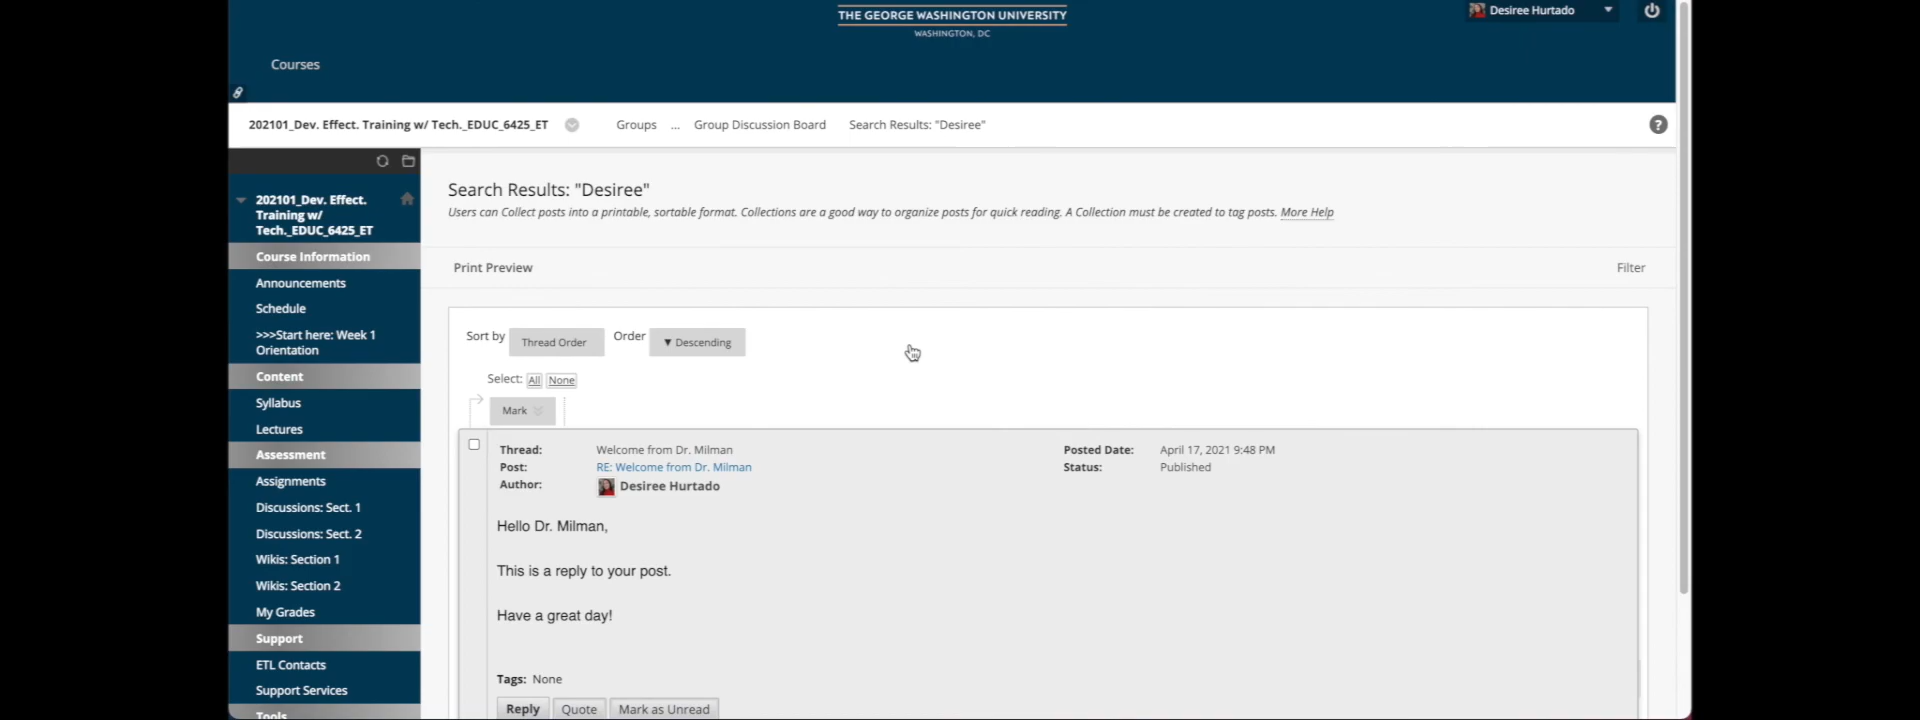 THE GEORGE WASHINGTON UNIVERSITY
WASHINGTON, DC
Desiree Hurtado
Courses
202101_Dev. Effect. Training w/ Tech._EDUC_6425_ET
Groups ... Group Discussion Board Search Results: "Desiree"
?
202101_Dev. Effect.
Training w/
Tech._EDUC_6425_ET
Course Information
Announcements
Schedule
>>>Start here: Week 1
Orientation
Content
Syllabus
Lectures
Assessment
Assignments
Discussions: Sect. 1
Discussions: Sect. 2
Wikis: Section 1
Wikis: Section 2
My Grades
Support
ETL Contacts
Support Services
Tools
Search Results: "Desiree"
Users can Collect posts into a printable, sortable format. Collections are a good way to organize posts for quick reading. A Collection must be created to tag posts. More Help
Print Preview
Filter
Sort by Thread Order Order ▼ Descending
Select: All None
Mark
Thread: Welcome from Dr. Milman
Post: RE: Welcome from Dr. Milman
Author: Desiree Hurtado
Posted Date: April 17, 2021 9:48 PM
Status: Published
Hello Dr. Milman,
This is a reply to your post.
Have a great day!
Tags: None
Reply Quote Mark as Unread